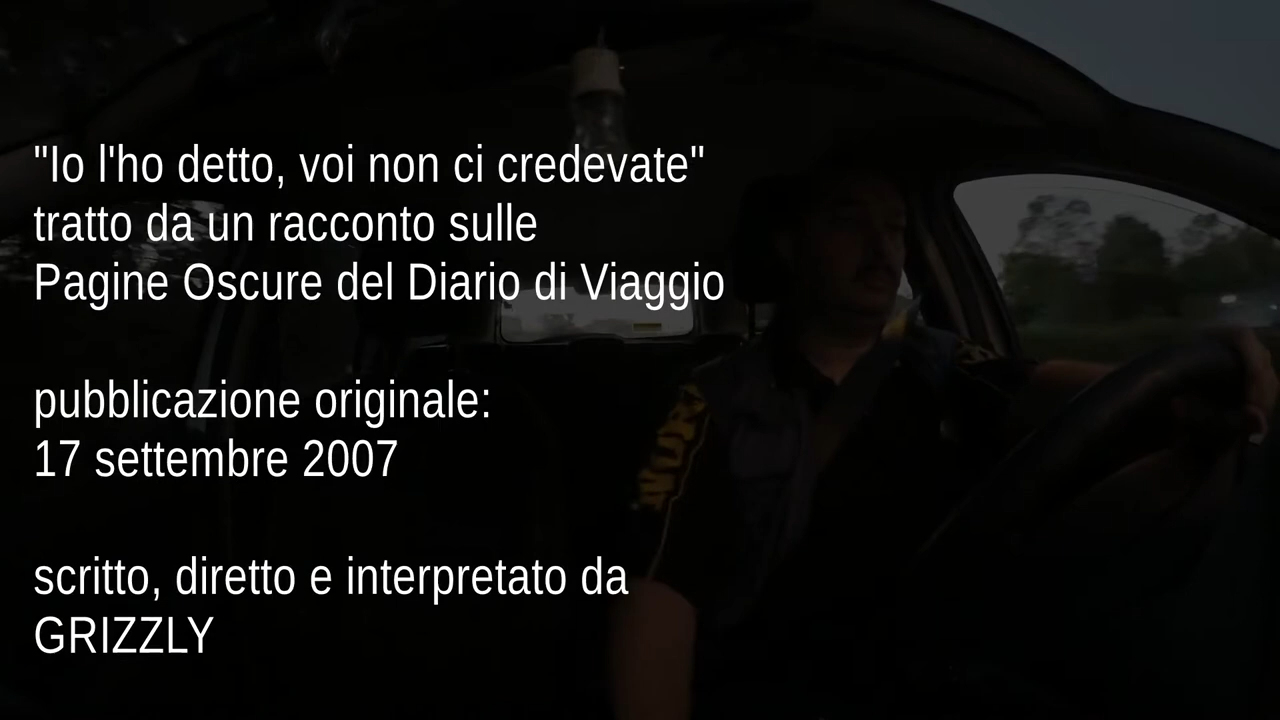 "Io l'ho detto, voi non ci credevate"
tratto da un racconto sulle
Pagine Oscure del Diario di Viaggio
pubblicazione originale:
17 settembre 2007
scritto, diretto e interpretato da
GRIZZLY